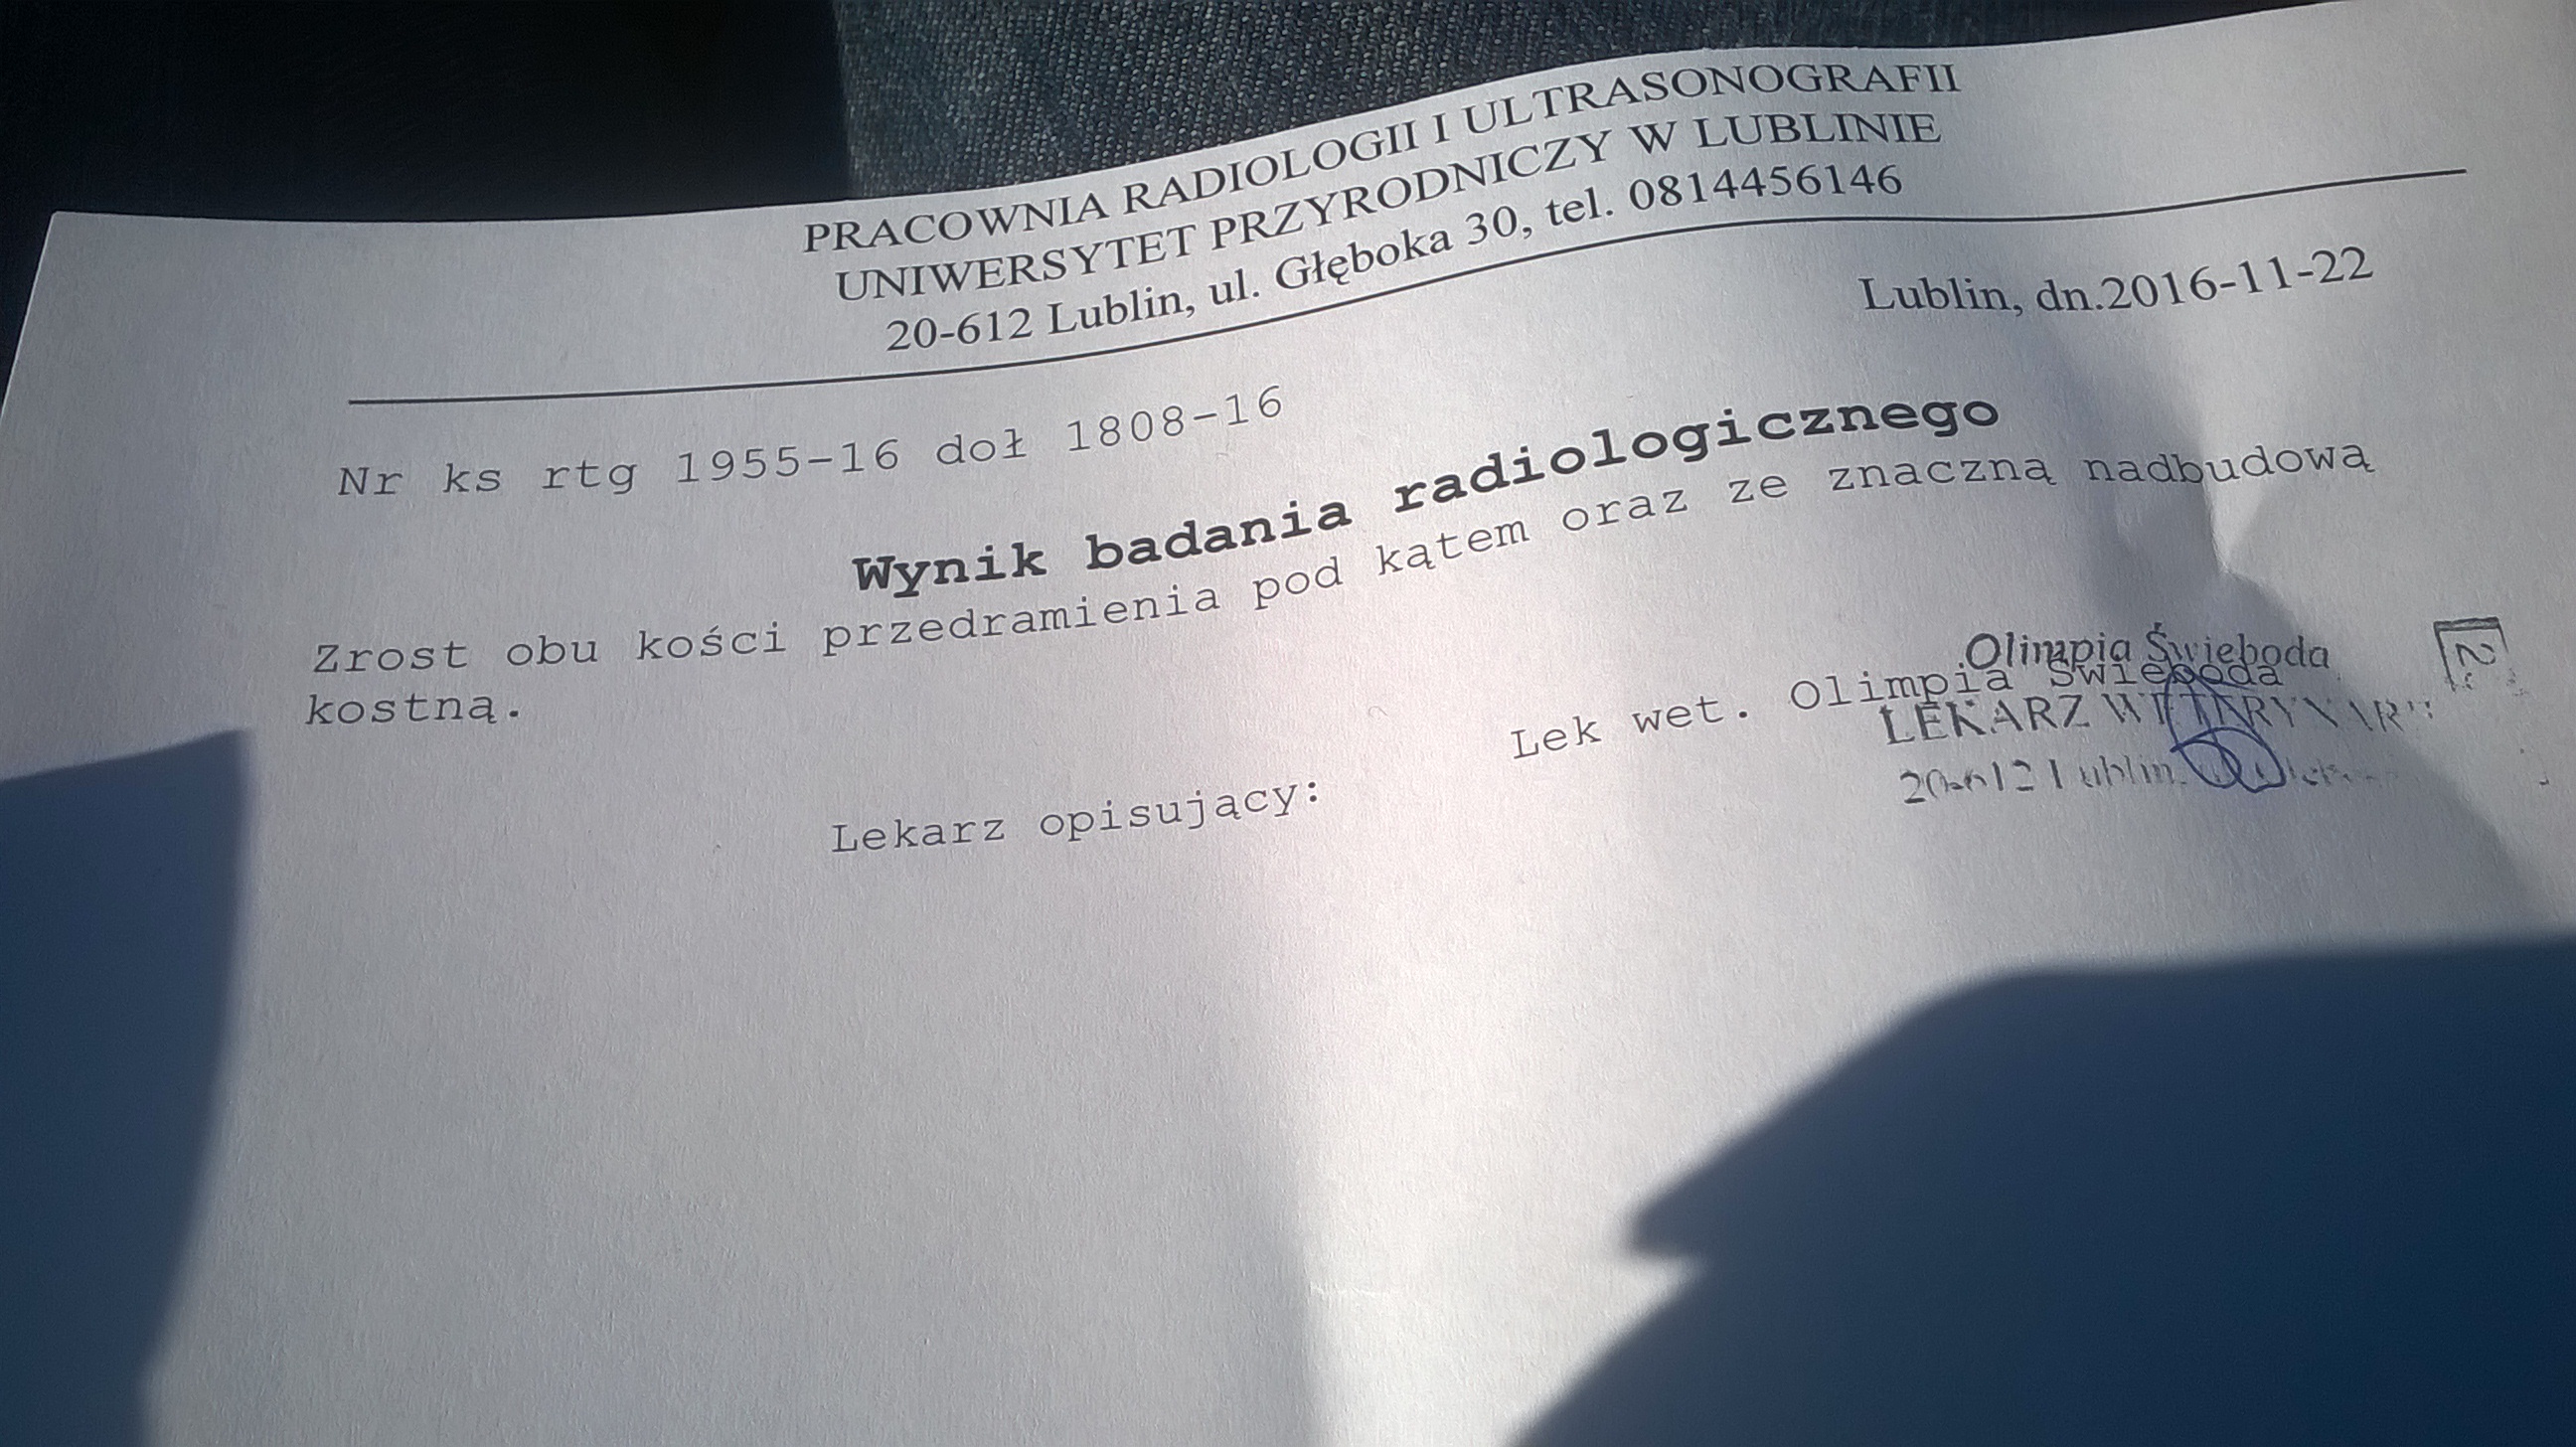 PRACOWNIA RADIOLOGII I ULTRASONOGRAFII
UNIWERSYTET PRZYRODNICZY W LUBLINIE
20-612 Lublin, ul. Głęboka 30, tel. 0814456146
Lublin, dn.2016-11-22
Nr ks rtg 1955-16 doł 1808-16
Wynik badania radiologicznego
Zrost obu kości przedramienia pod kątem oraz ze znaczną nadbudową
kostną.
Olimpia Świeboda
Lek wet. Olimpia Świeboda
LEKARZ
Lublin
Lekarz opisujący: